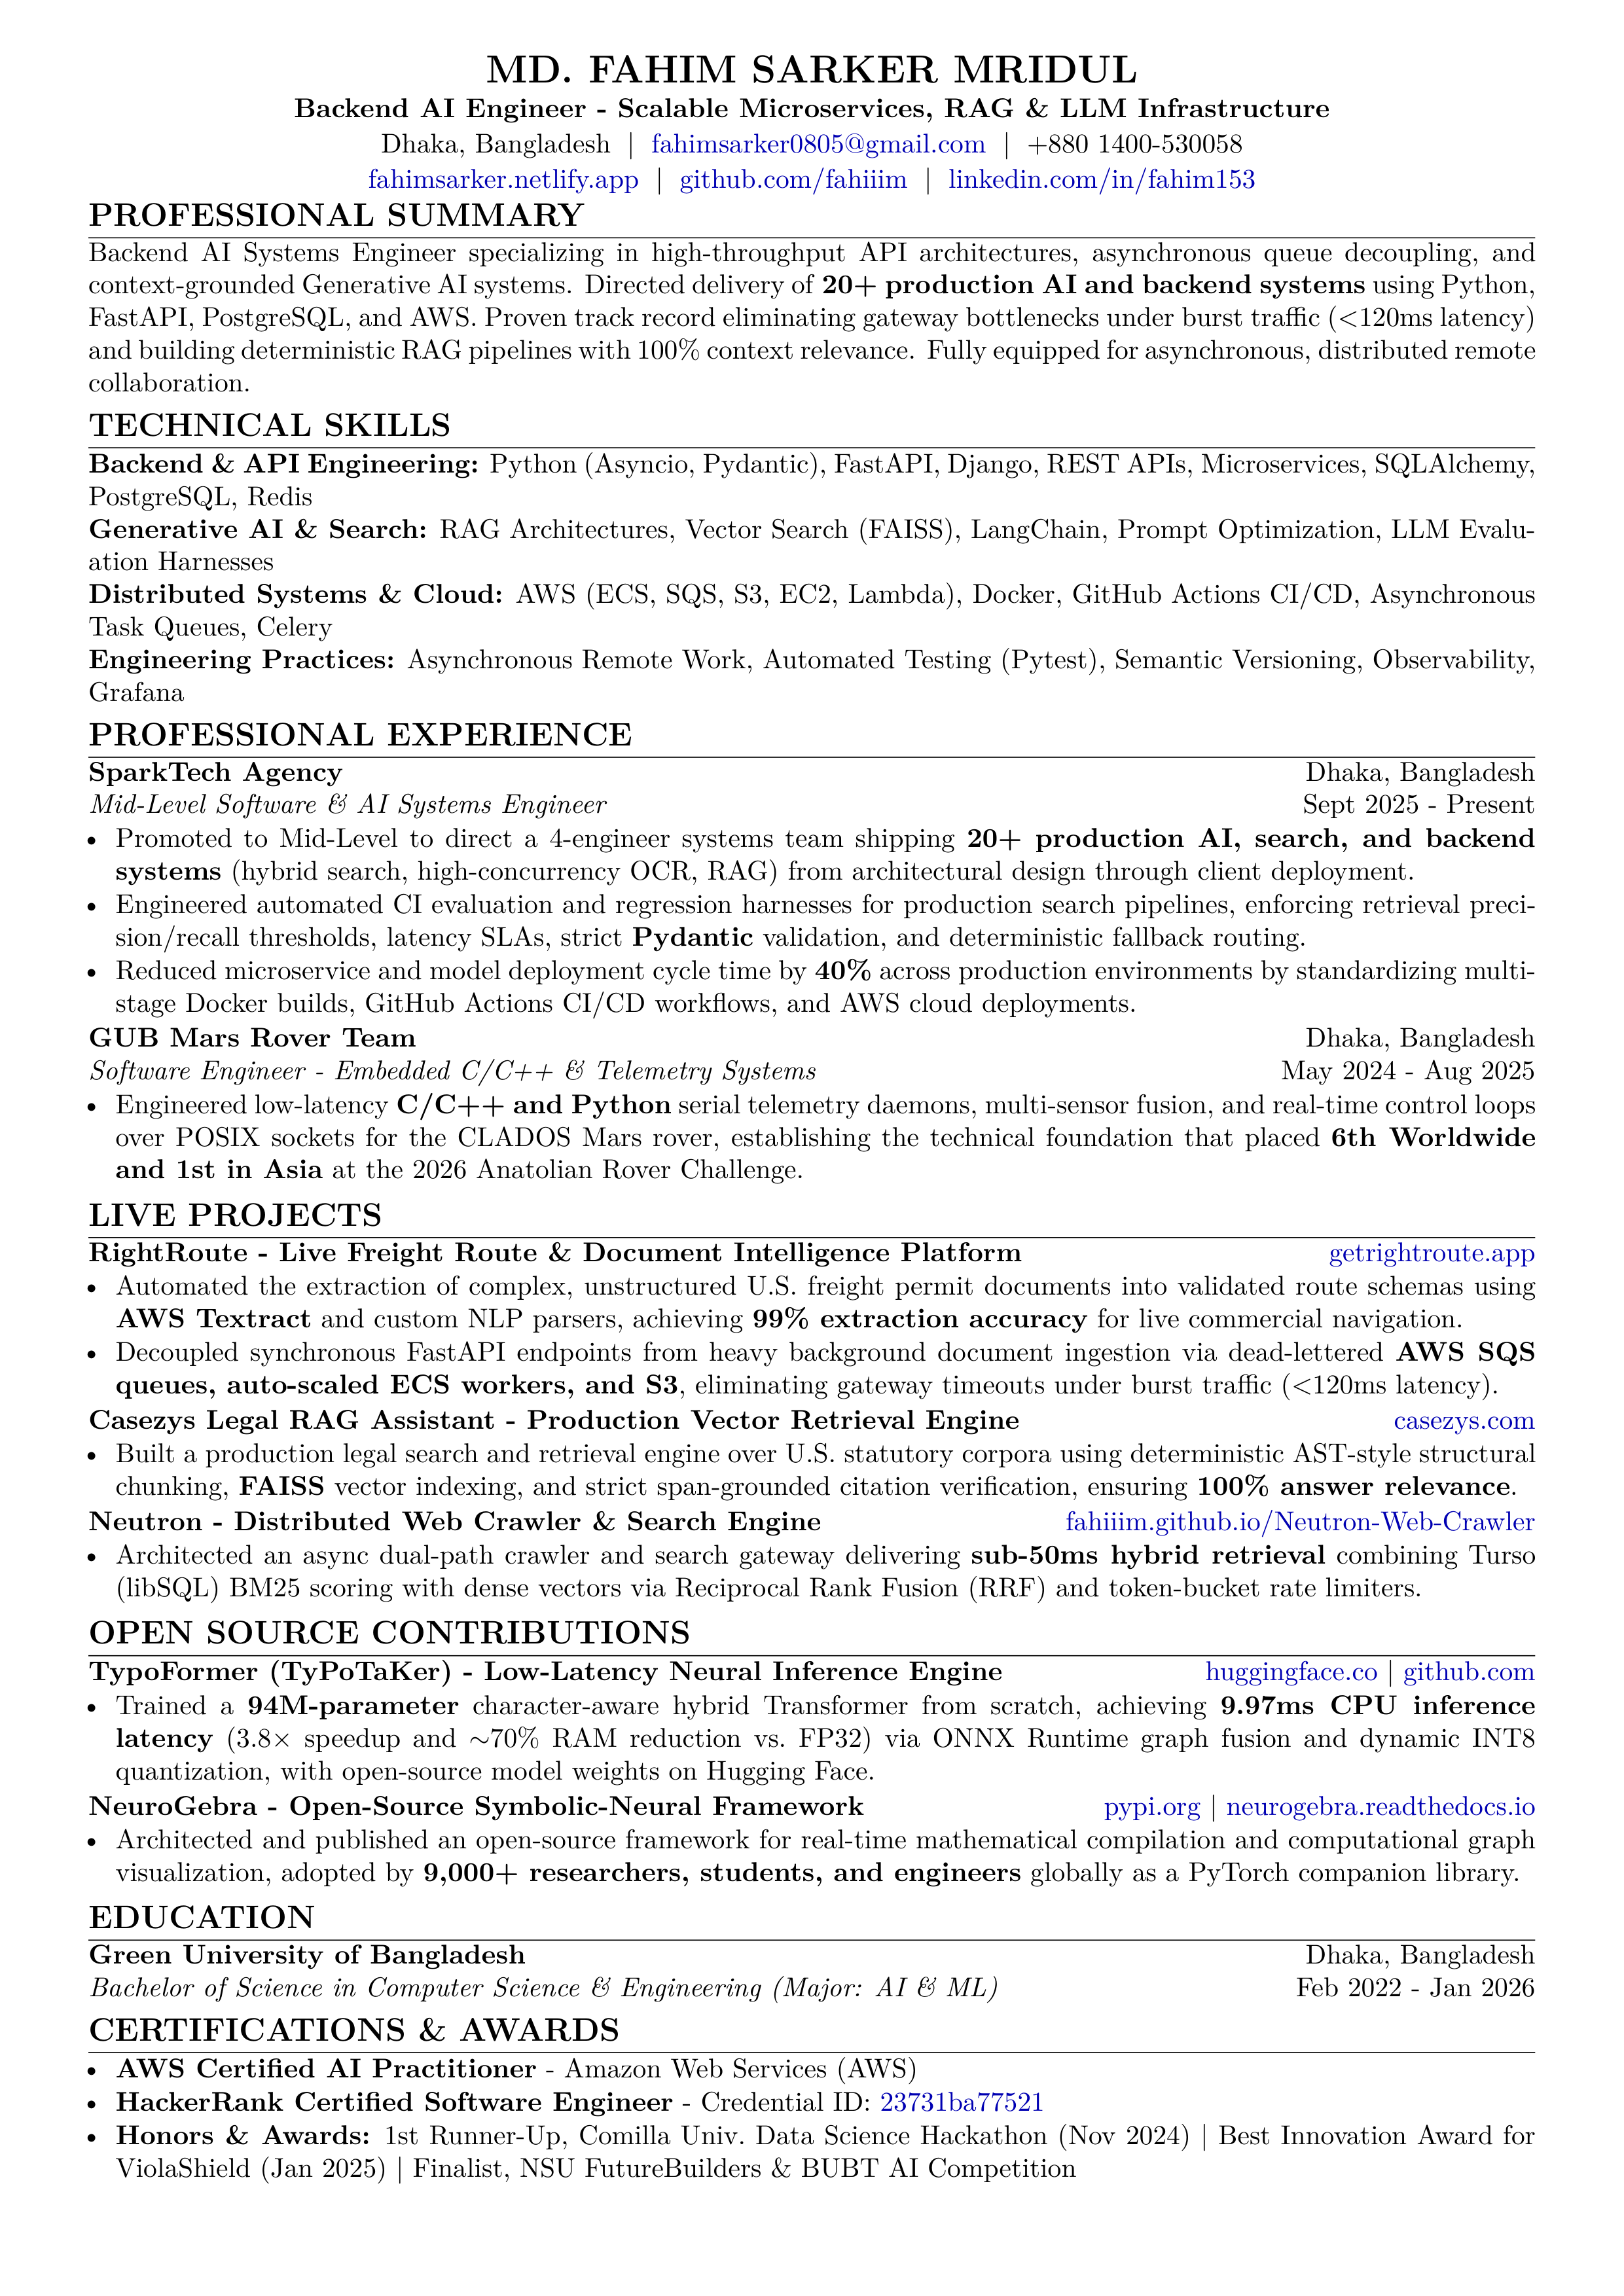 MD. FAHIM SARKER MRIDUL
Backend AI Engineer - Scalable Microservices, RAG & LLM Infrastructure
Dhaka, Bangladesh | fahimsarker0805@gmail.com | +880 1400-530058
fahimsarker.netlify.app | github.com/fahiiim | linkedin.com/in/fahim153
PROFESSIONAL SUMMARY
Backend AI Systems Engineer specializing in high-throughput API architectures, asynchronous queue decoupling, and
context-grounded Generative AI systems. Directed delivery of 20+ production AI and backend systems using Python,
FastAPI, PostgreSQL, and AWS. Proven track record eliminating gateway bottlenecks under burst traffic (<120ms latency)
and building deterministic RAG pipelines with 100% context relevance. Fully equipped for asynchronous, distributed remote
collaboration.
TECHNICAL SKILLS
Backend & API Engineering: Python (Asyncio, Pydantic), FastAPI, Django, REST APIs, Microservices, SQLAlchemy,
PostgreSQL, Redis
Generative AI & Search: RAG Architectures, Vector Search (FAISS), LangChain, Prompt Optimization, LLM Evalu-
ation Harnesses
Distributed Systems & Cloud: AWS (ECS, SQS, S3, EC2, Lambda), Docker, GitHub Actions CI/CD, Asynchronous
Task Queues, Celery
Engineering Practices: Asynchronous Remote Work, Automated Testing (Pytest), Semantic Versioning, Observability,
Grafana
PROFESSIONAL EXPERIENCE
SparkTech Agency Dhaka, Bangladesh
Mid-Level Software & AI Systems Engineer Sept 2025 - Present
• Promoted to Mid-Level to direct a 4-engineer systems team shipping 20+ production AI, search, and backend
systems (hybrid search, high-concurrency OCR, RAG) from architectural design through client deployment.
• Engineered automated CI evaluation and regression harnesses for production search pipelines, enforcing retrieval preci-
sion/recall thresholds, latency SLAs, strict Pydantic validation, and deterministic fallback routing.
• Reduced microservice and model deployment cycle time by 40% across production environments by standardizing multi-
stage Docker builds, GitHub Actions CI/CD workflows, and AWS cloud deployments.
GUB Mars Rover Team Dhaka, Bangladesh
Software Engineer - Embedded C/C++ & Telemetry Systems May 2024 - Aug 2025
• Engineered low-latency C/C++ and Python serial telemetry daemons, multi-sensor fusion, and real-time control loops
over POSIX sockets for the CLADOS Mars rover, establishing the technical foundation that placed 6th Worldwide
and 1st in Asia at the 2026 Anatolian Rover Challenge.
LIVE PROJECTS
RightRoute - Live Freight Route & Document Intelligence Platform getrightroute.app
• Automated the extraction of complex, unstructured U.S. freight permit documents into validated route schemas using
AWS Textract and custom NLP parsers, achieving 99% extraction accuracy for live commercial navigation.
• Decoupled synchronous FastAPI endpoints from heavy background document ingestion via dead-lettered AWS SQS
queues, auto-scaled ECS workers, and S3, eliminating gateway timeouts under burst traffic (<120ms latency).
Casezys Legal RAG Assistant - Production Vector Retrieval Engine casezys.com
• Built a production legal search and retrieval engine over U.S. statutory corpora using deterministic AST-style structural
chunking, FAISS vector indexing, and strict span-grounded citation verification, ensuring 100% answer relevance.
Neutron - Distributed Web Crawler & Search Engine fahiiim.github.io/Neutron-Web-Crawler
• Architected an async dual-path crawler and search gateway delivering sub-50ms hybrid retrieval combining Turso
(libSQL) BM25 scoring with dense vectors via Reciprocal Rank Fusion (RRF) and token-bucket rate limiters.
OPEN SOURCE CONTRIBUTIONS
TypoFormer (TyPoTaKer) - Low-Latency Neural Inference Engine huggingface.co | github.com
• Trained a 94M-parameter character-aware hybrid Transformer from scratch, achieving 9.97ms CPU inference
latency (3.8× speedup and ~70% RAM reduction vs. FP32) via ONNX Runtime graph fusion and dynamic INT8
quantization, with open-source model weights on Hugging Face.
NeuroGebra - Open-Source Symbolic-Neural Framework pypi.org | neurogebra.readthedocs.io
• Architected and published an open-source framework for real-time mathematical compilation and computational graph
visualization, adopted by 9,000+ researchers, students, and engineers globally as a PyTorch companion library.
EDUCATION
Green University of Bangladesh Dhaka, Bangladesh
Bachelor of Science in Computer Science & Engineering (Major: AI & ML) Feb 2022 - Jan 2026
CERTIFICATIONS & AWARDS
• AWS Certified AI Practitioner - Amazon Web Services (AWS)
• HackerRank Certified Software Engineer - Credential ID: 23731ba77521
• Honors & Awards: 1st Runner-Up, Comilla Univ. Data Science Hackathon (Nov 2024) | Best Innovation Award for
ViolaShield (Jan 2025) | Finalist, NSU FutureBuilders & BUBT AI Competition